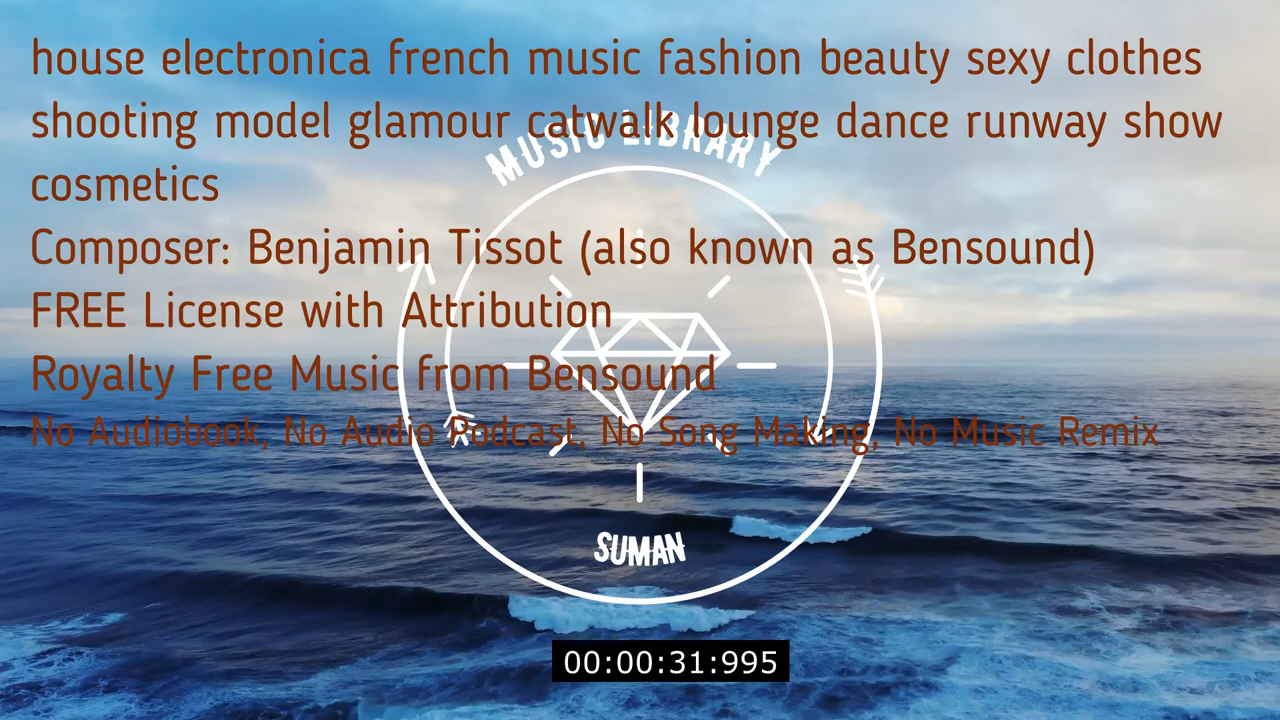 house electronica french music fashion beauty sexy clothes
shooting model glamour catwalk lounge dance runway show
cosmetics
MUSIC LIBRARY
Composer: Benjamin Tissot (also known as Bensound)
FREE License with Attribution
Royalty Free Music from Bensound
No Audiobook, No Audio Podcast, No Song Making, No Music Remix
SUMAN
00:00:31:995